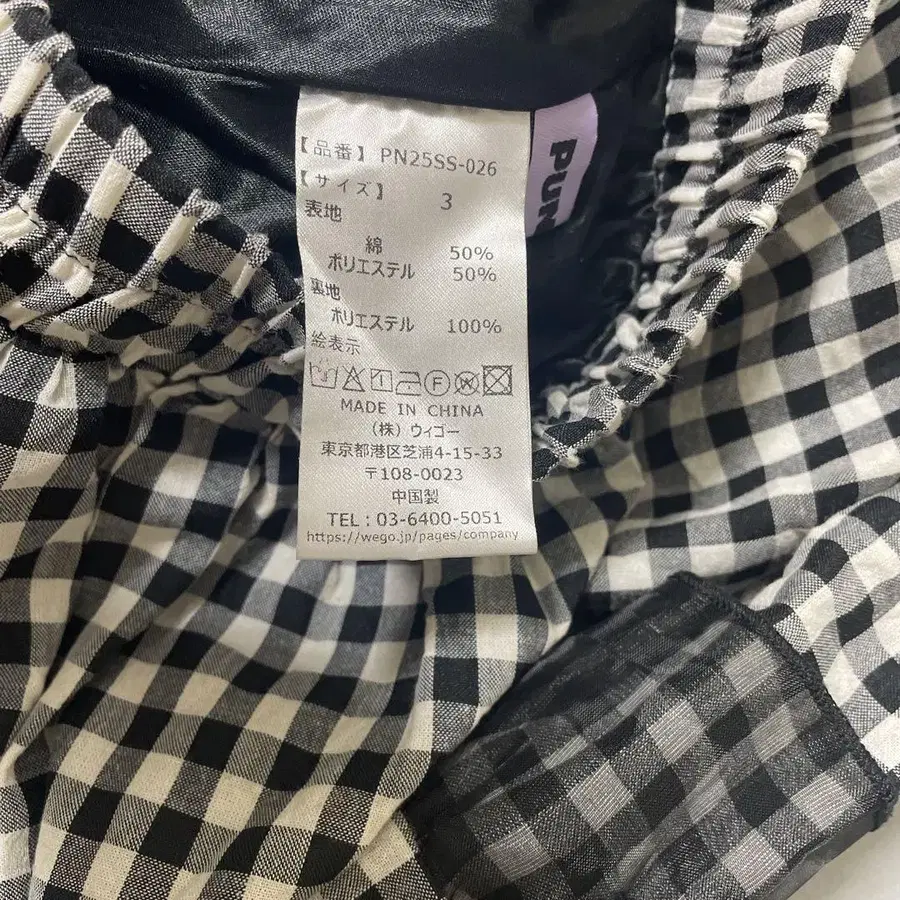 【品番】 PN25SS-026
【サイズ】 3
表地
綿 50%
ポリエステル 50%
裏地
ポリエステル 100%
絵表示
MADE IN CHINA
(株) ウィゴー
東京都港区芝浦4-15-33
〒108-0023
中国製
TEL : 03-6400-5051
https://wego.jp/pages/company